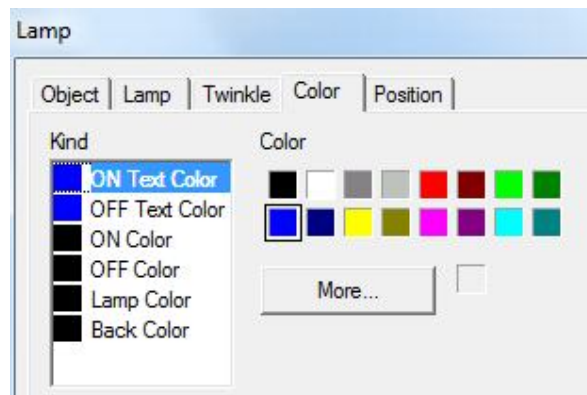 Lamp
Object Lamp Twinkle Color Position
Kind Color
ON Text Color
OFF Text Color
ON Color
OFF Color
Lamp Color
Back Color
More...